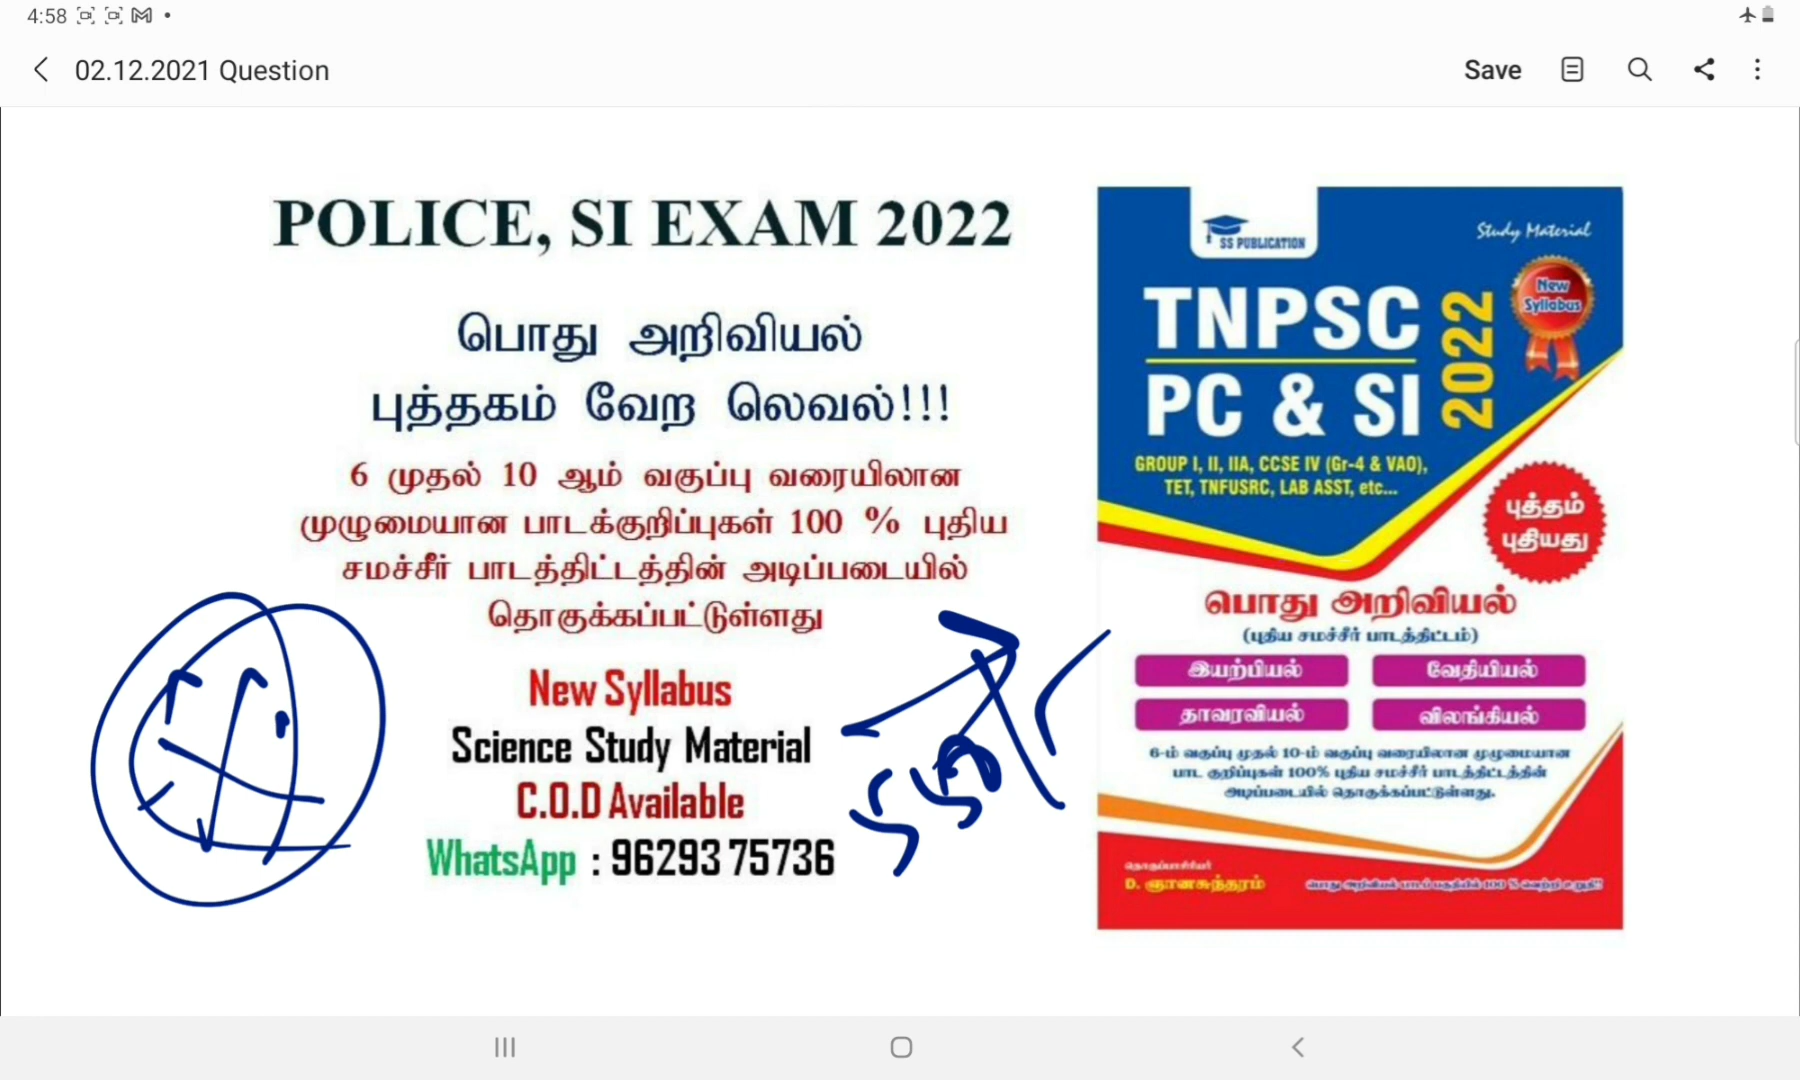 4:58
02.12.2021 Question
Save
POLICE, SI EXAM 2022
பொது அறிவியல்
புத்தகம் வேற லெவல்!!!
6 முதல் 10 ஆம் வகுப்பு வரையிலான
முழுமையான பாடக்குறிப்புகள் 100 % புதிய
சமச்சீர் பாடத்திட்டத்தின் அடிப்படையில்
தொகுக்கப்பட்டுள்ளது
New Syllabus
Science Study Material
C.O.D Available
WhatsApp : 96293 75736
SS PUBLICATION
Study Material
New
Syllabus
TNPSC
PC & SI
2022
GROUP I, II, IIA, CCSE IV (Gr-4 & VAO),
TET, TNFUSRC, LAB ASST, etc...
புத்தம்
புதியது
பொது அறிவியல்
(புதிய சமச்சீர் பாடத்திட்டம்)
இயற்பியல்
வேதியியல்
தாவரவியல்
விலங்கியல்
6-ம் வகுப்பு முதல் 10-ம் வகுப்பு வரையிலான முழுமையான
பாட குறிப்புகள் 100% புதிய சமச்சீர் பாடத்திட்டத்தின்
அடிப்படையில் தொகுக்கப்பட்டுள்ளது.
தொகுப்பாசிரியர்
D. ஞானசுந்தரம்